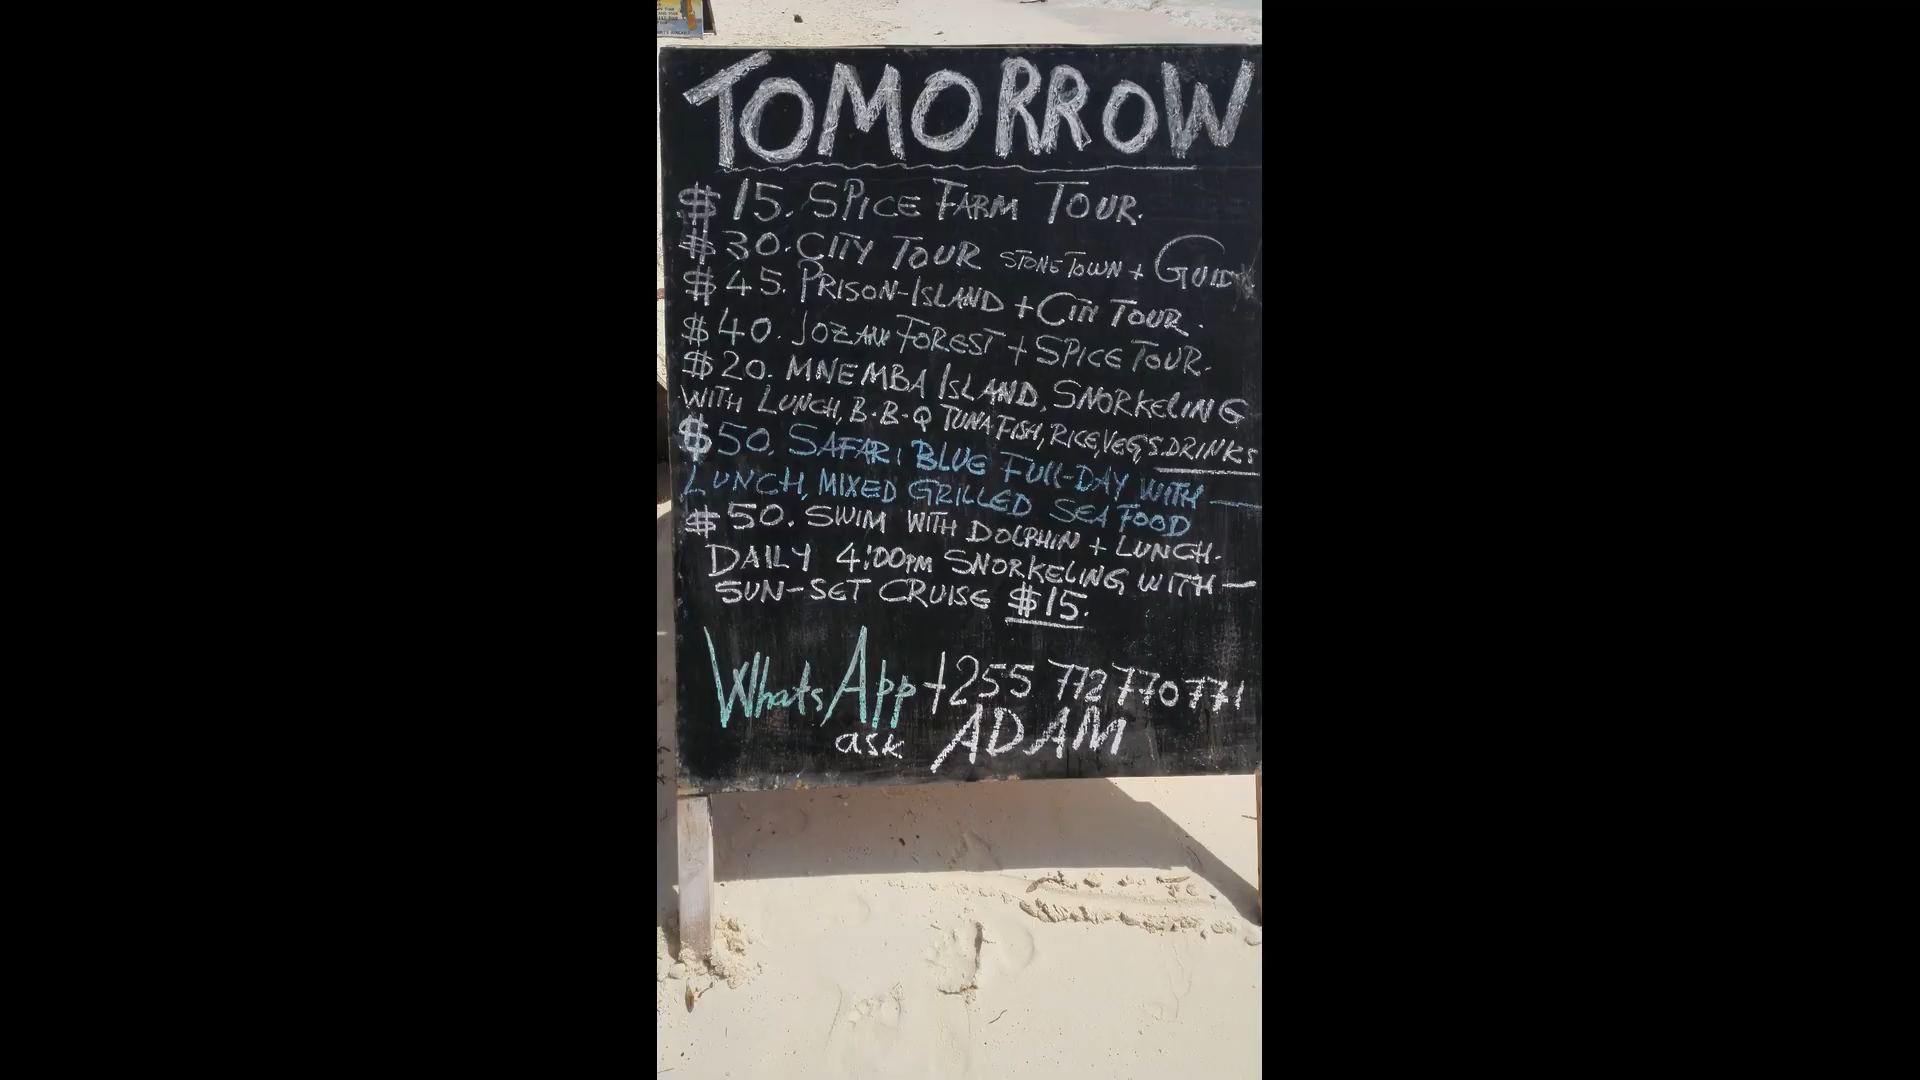 TOMORROW
$15. SPICE FARM TOUR.
$30. CITY TOUR STONE TOWN + GUIDE
$45. PRISON-ISLAND + CITY TOUR.
$40. JOZANI FOREST + SPICE TOUR.
$20. MNEMBA ISLAND, SNORKELING
WITH LUNCH, B-B-Q TUNA FISH, RICE, VEG,S. DRINKS
$50. SAFARI BLUE FULL-DAY WITH —
LUNCH, MIXED GRILLED SEA FOOD
$50. SWIM WITH DOLPHIN + LUNCH.
DAILY 4:00PM SNORKELING WITH —
SUN-SET CRUISE $15.
WhatsApp +255 772 770 771
ask ADAM